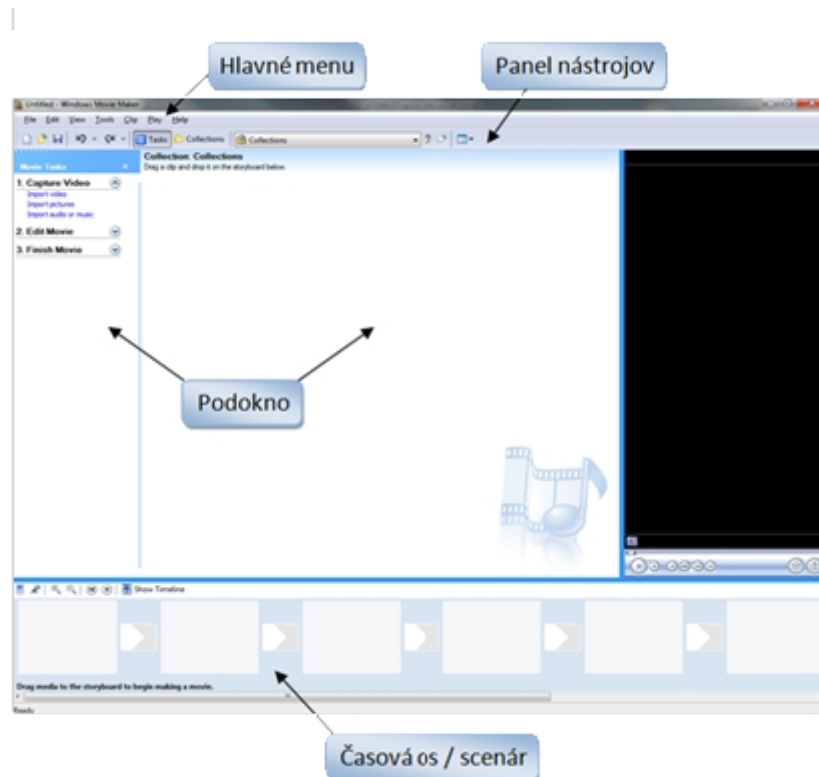 Hlavné menu
Panel nástrojov
Untitled - Windows Movie Maker
File Edit View Tools Clip Play Help
Tasks Collections Collections
Movie Tasks
Collection: Collections
Drag a clip and drop it on the storyboard below.
1. Capture Video
Import video
Import pictures
Import audio or music
2. Edit Movie
3. Finish Movie
Podokno
Show Timeline
Drag media to the storyboard to begin making a movie.
Ready
Časová os / scenár